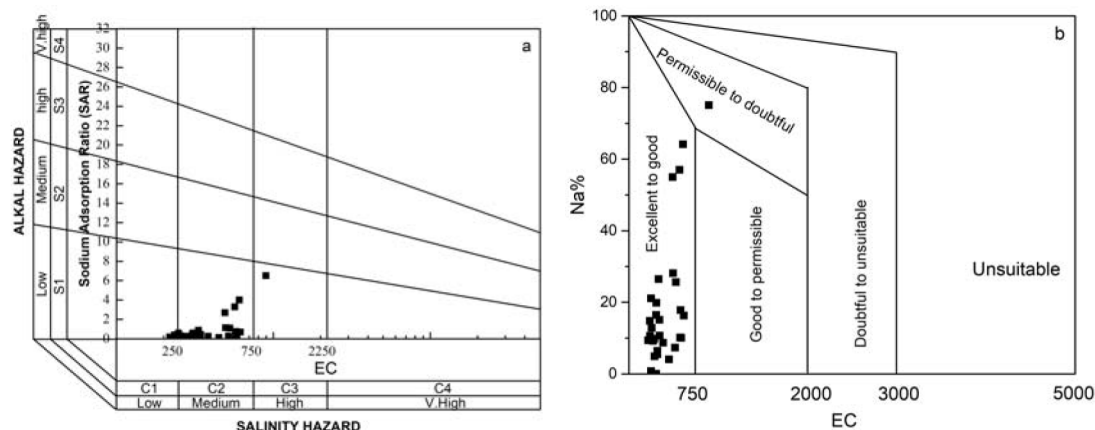 a
V.high
high
Medium
Low
ALKAL HAZARD
S4
S3
S2
S1
Sodium Adsorption Ratio (SAR)
32
30
28
26
24
22
20
18
16
14
12
10
8
6
4
2
0
250 750 2250
EC
C1 C2 C3 C4
Low Medium High V.High
SALINITY HAZARD
b
100
80
60
40
20
0
Na%
Permissible to doubtful
Excellent to good
Good to permissible
Doubtful to unsuitable
Unsuitable
750 2000 3000 5000
EC